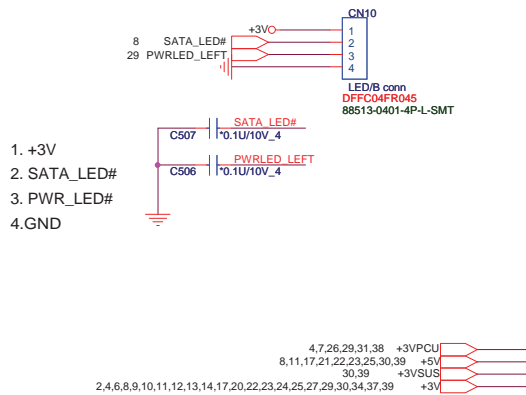 CN10
+3V
1
8 SATA_LED#
2
29 PWRLED_LEFT
3
4
LED/B conn
DFFC04FR045
88513-0401-4P-L-SMT
SATA_LED#
C507
*0.1U/10V_4
PWRLED_LEFT
C506
*0.1U/10V_4
1. +3V
2. SATA_LED#
3. PWR_LED#
4.GND
4,7,26,29,31,38 +3VPCU
8,11,17,21,22,23,25,30,39 +5V
30,39 +3VSUS
2,4,6,8,9,10,11,12,13,14,17,20,22,23,24,25,27,29,30,34,37,39 +3V